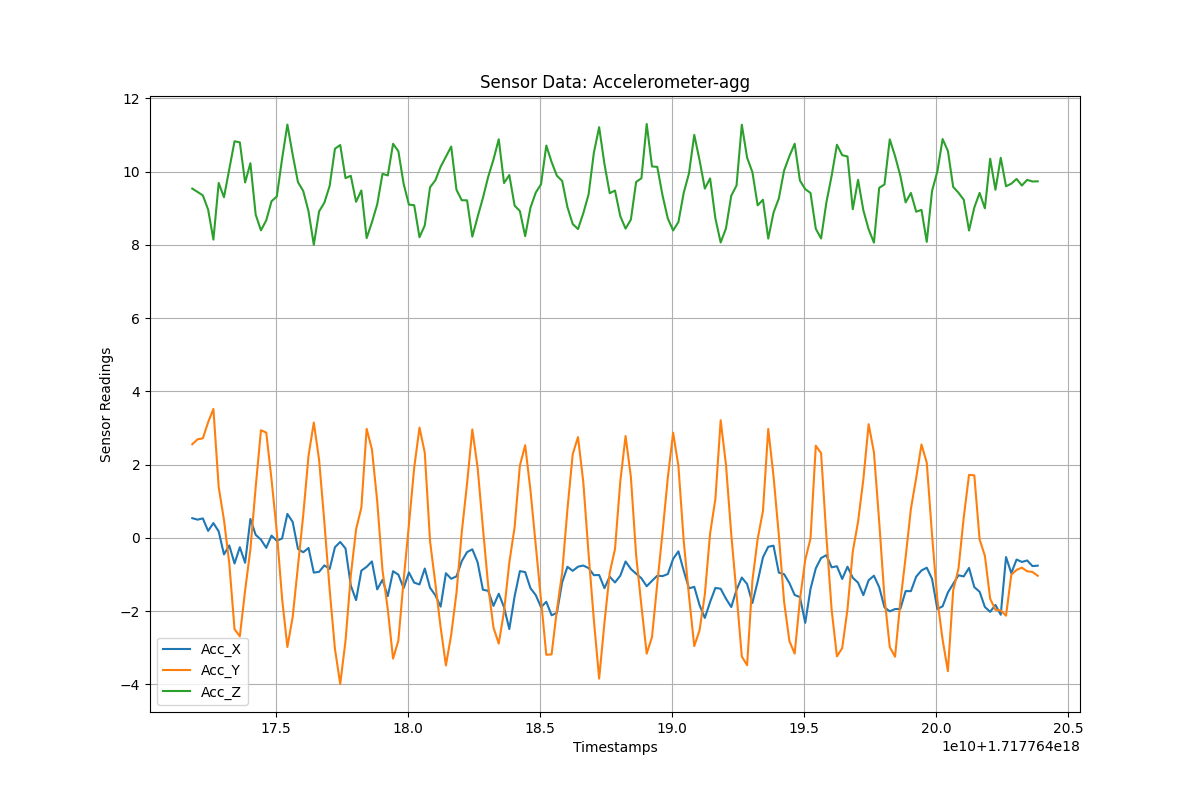 Sensor Data: Accelerometer-agg
12
10
8
6
4
2
0
−2
−4
Sensor Readings
Acc_X
Acc_Y
Acc_Z
17.5 18.0 18.5 19.0 19.5 20.0 20.5
Timestamps
1e10+1.717764e18